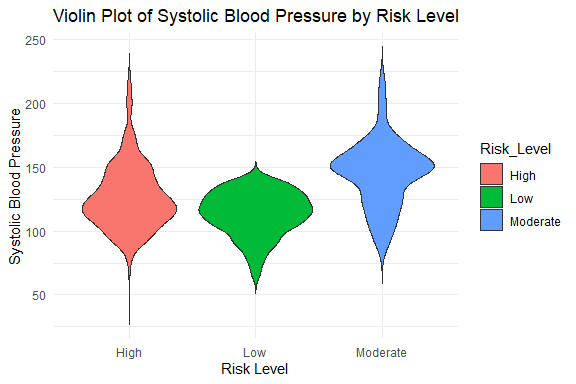 Violin Plot of Systolic Blood Pressure by Risk Level
250
200
150
100
50
Systolic Blood Pressure
High
Low
Moderate
Risk Level
Risk_Level
High
Low
Moderate